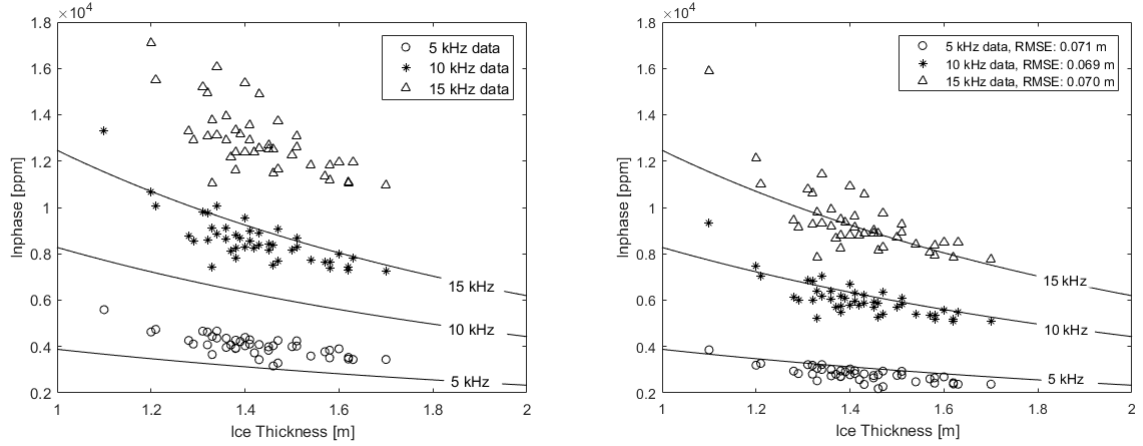 ×10⁴
1.8
1.6
1.4
1.2
1
0.8
0.6
0.4
0.2
Inphase [ppm]
5 kHz data
10 kHz data
15 kHz data
15 kHz
10 kHz
5 kHz
1 1.2 1.4 1.6 1.8 2
Ice Thickness [m]
×10⁴
1.8
1.6
1.4
1.2
1
0.8
0.6
0.4
0.2
Inphase [ppm]
5 kHz data, RMSE: 0.071 m
10 kHz data, RMSE: 0.069 m
15 kHz data, RMSE: 0.070 m
15 kHz
10 kHz
5 kHz
1 1.2 1.4 1.6 1.8 2
Ice Thickness [m]